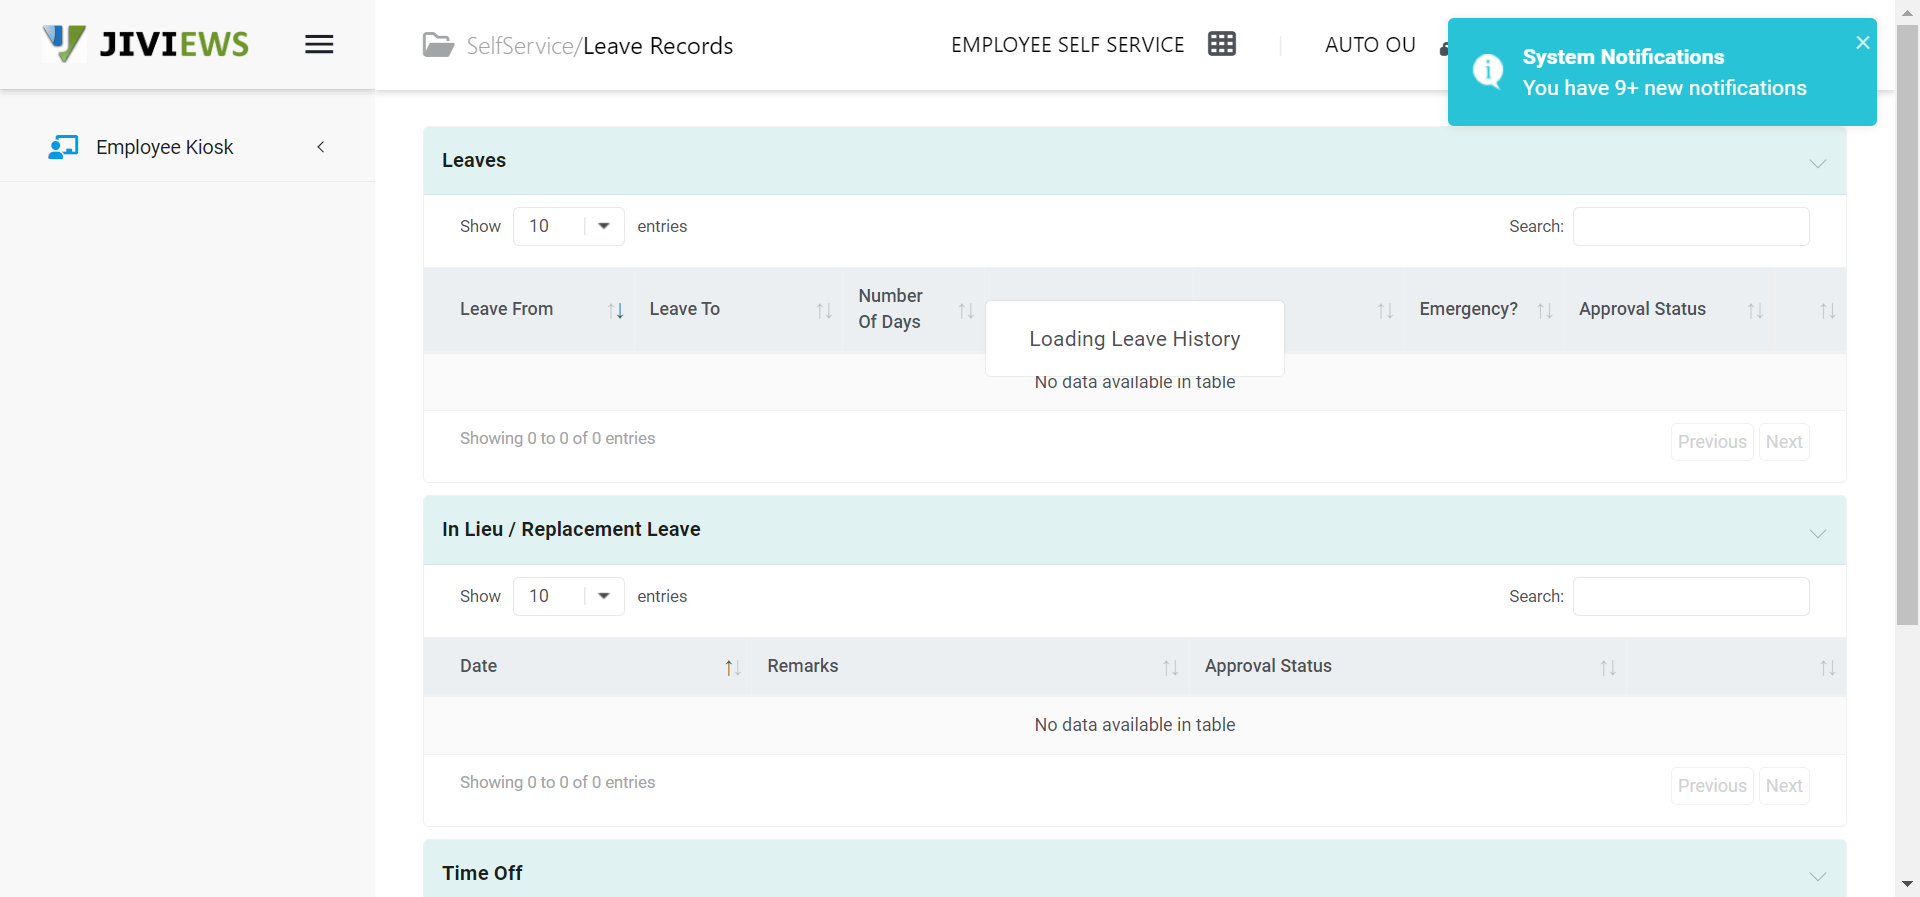 JIVIEWS
SelfService/Leave Records
EMPLOYEE SELF SERVICE
AUTO OU
System Notifications
You have 9+ new notifications
Employee Kiosk
Leaves
Show 10 entries
Search:
Leave From
Leave To
Number
Of Days
Emergency?
Approval Status
Loading Leave History
No data available in table
Showing 0 to 0 of 0 entries
Previous Next
In Lieu / Replacement Leave
Show 10 entries
Search:
Date
Remarks
Approval Status
No data available in table
Showing 0 to 0 of 0 entries
Previous Next
Time Off